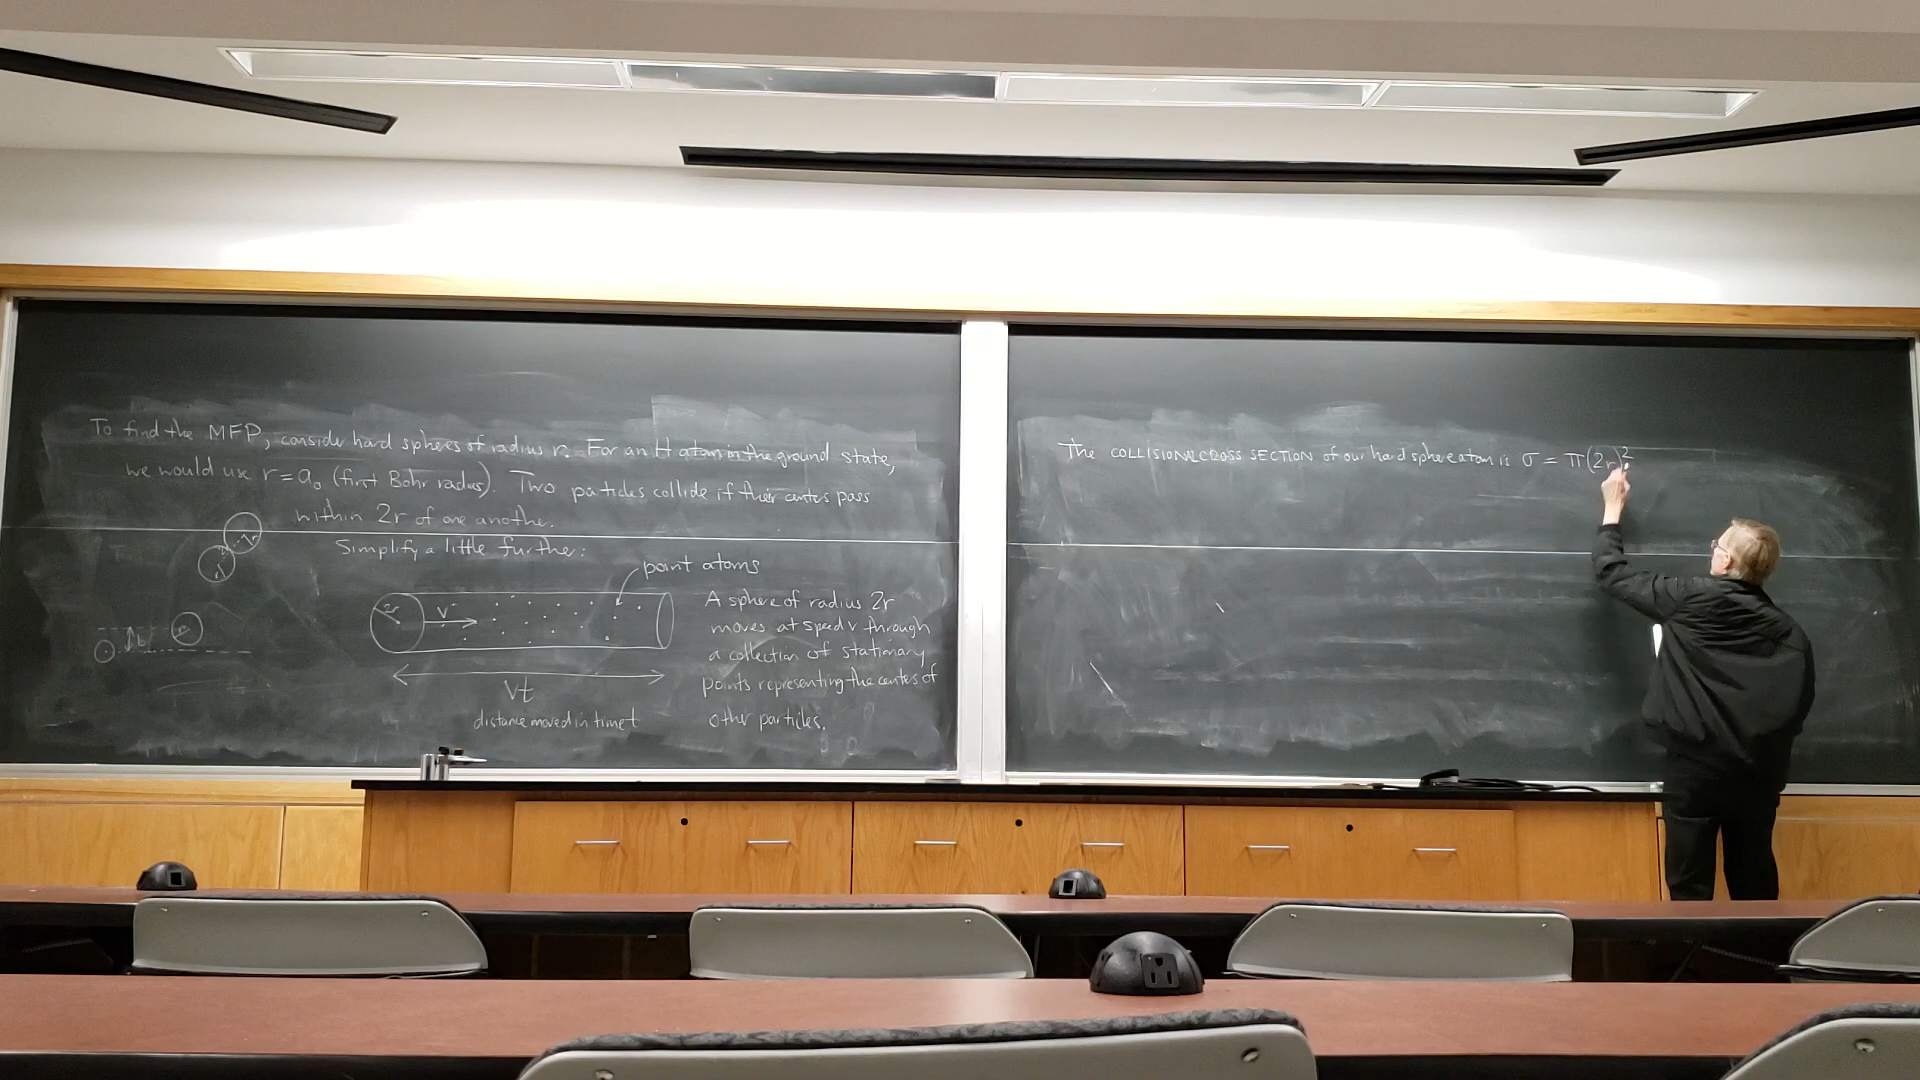 To find the MFP, consider hard spheres of radius r. For an H atom in the ground state,
we would use r = a₀ (first Bohr radius). Two particles collide if their centers pass
within 2r of one another.
Simplify a little further:
point atoms
2r
v
vt
distance moved in time t
A sphere of radius 2r
moves at speed v through
a collection of stationary
points representing the centers of
other particles.
The COLLISIONAL CROSS SECTION of our hard sphere atom is σ = π(2r)²